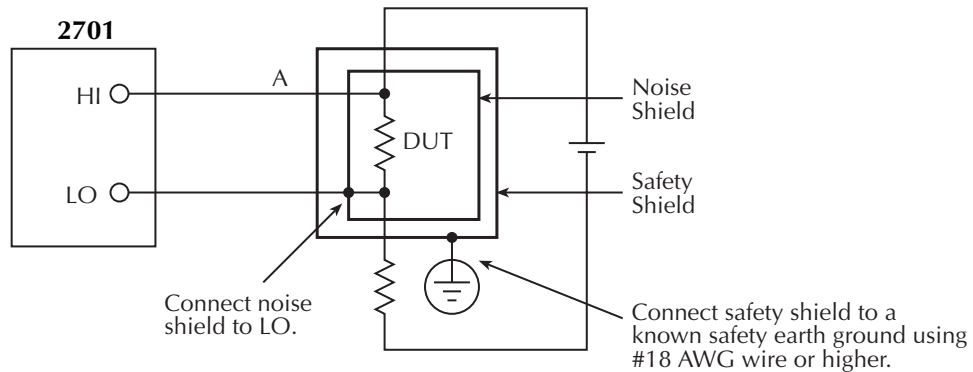 2701
HI
A
LO
DUT
Noise
Shield
Safety
Shield
Connect noise
shield to LO.
Connect safety shield to a
known safety earth ground using
#18 AWG wire or higher.